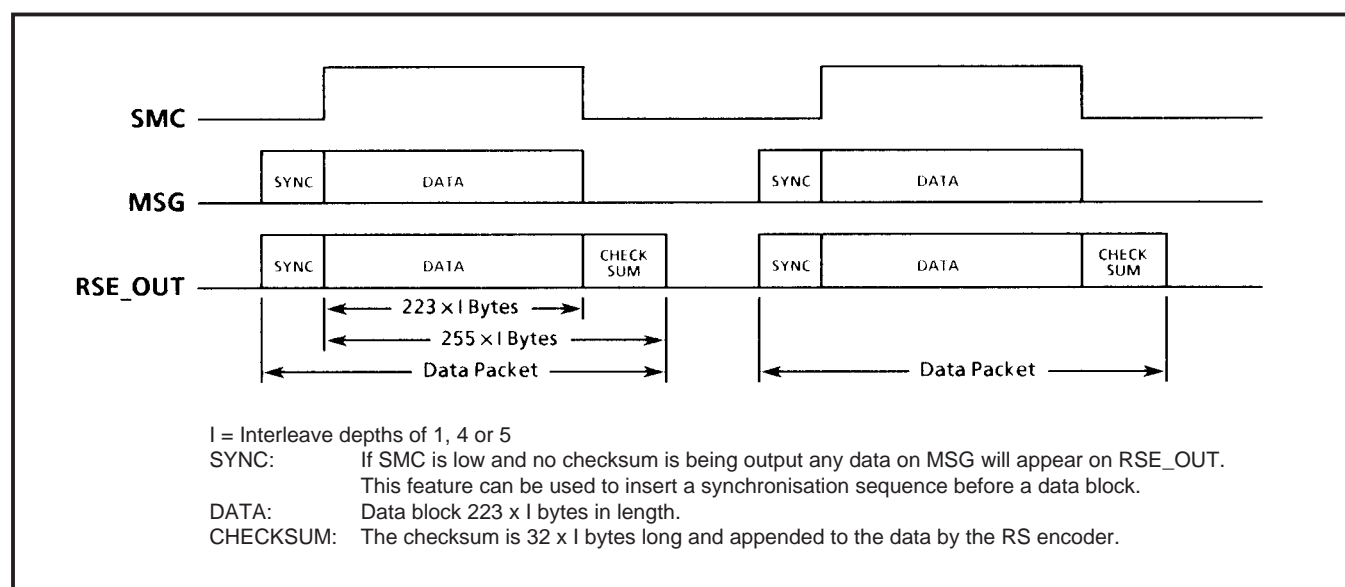 SMC
SYNC DATA SYNC DATA
MSG
SYNC DATA CHECK SUM SYNC DATA CHECK SUM
RSE_OUT
223 x I Bytes
255 x I Bytes
Data Packet Data Packet
I = Interleave depths of 1, 4 or 5
SYNC: If SMC is low and no checksum is being output any data on MSG will appear on RSE_OUT.
This feature can be used to insert a synchronisation sequence before a data block.
DATA: Data block 223 x I bytes in length.
CHECKSUM: The checksum is 32 x I bytes long and appended to the data by the RS encoder.